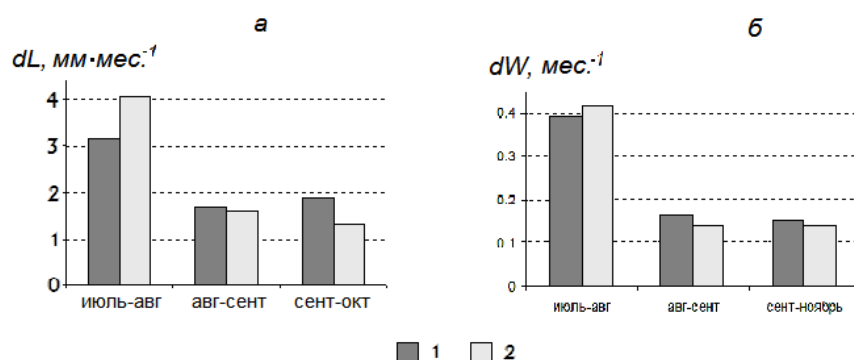 а
dL, мм·мес.⁻¹
4
3
2
1
0
июль-авг авг-сент сент-окт
б
dW, мес.⁻¹
0.4
0.3
0.2
0.1
0
июль-авг авг-сент сент-ноябрь
1 2